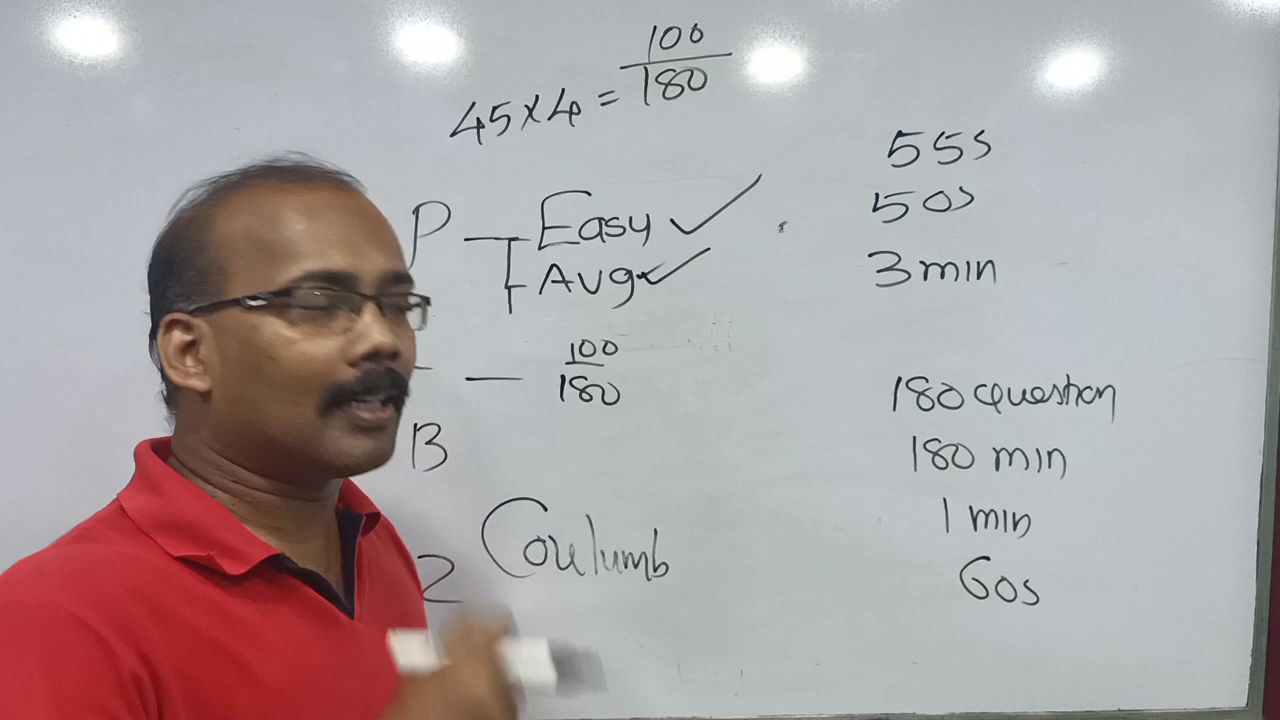 100
45×4 = 180
P — Easy ✓
Avg ✓
— 100
180
B
Z
Coulumb
55s
50s
3 min
180 question
180 min
1 min
60s